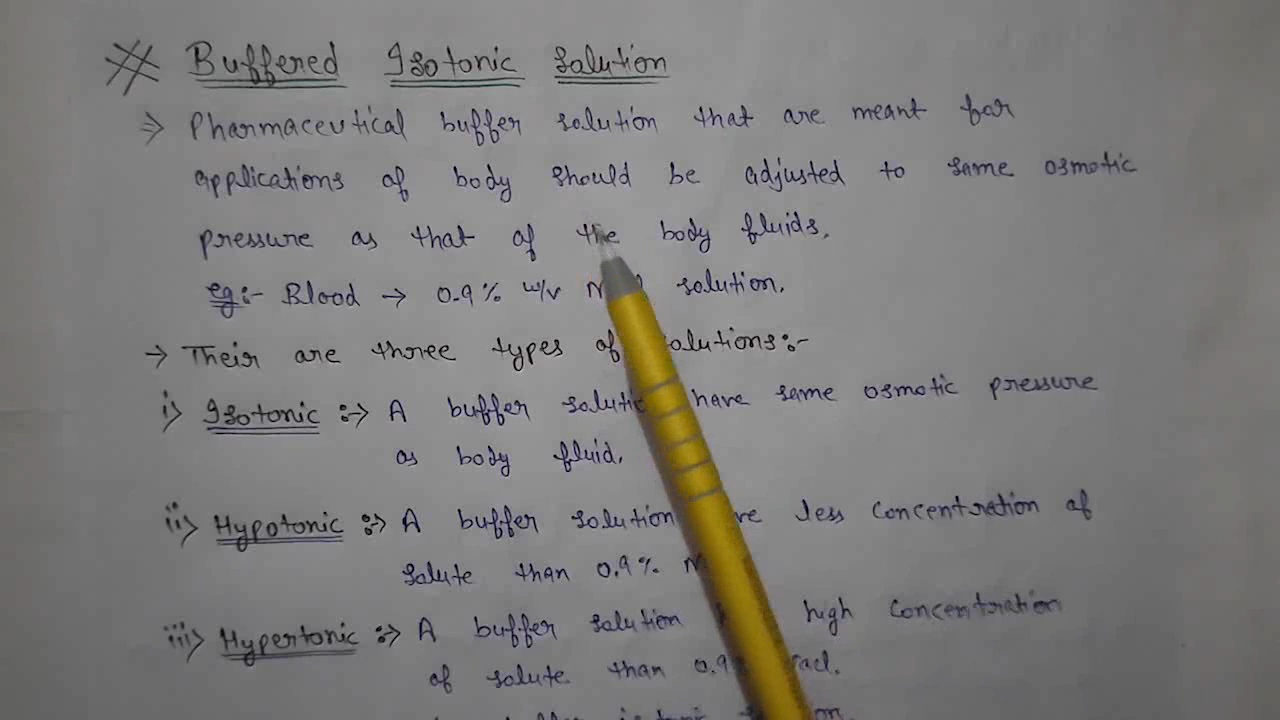 Buffered Isotonic Solution
⇒ Pharmaceutical buffer solution that are meant for
applications of body should be adjusted to same osmotic
pressure as that of the body fluids.
eg:- Blood → 0.9% w/v solution.
→ Their are three types of solutions:-
i) Isotonic :→ A buffer solution have same osmotic pressure
as body fluid.
ii) Hypotonic :→ A buffer solution less concentration of
solute than 0.9%
iii) Hypertonic :→ A buffer solution high concentration
of solute than 0.9%